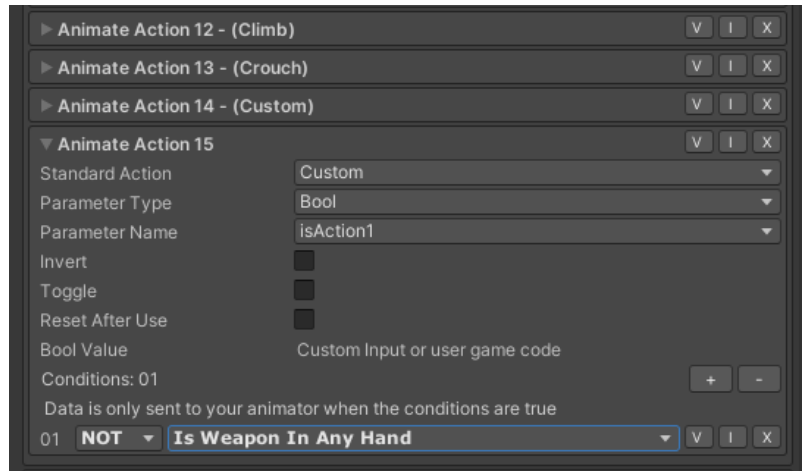 Animate Action 12 - (Climb) V I X
Animate Action 13 - (Crouch) V I X
Animate Action 14 - (Custom) V I X
Animate Action 15 V I X
Standard Action Custom
Parameter Type Bool
Parameter Name isAction1
Invert
Toggle
Reset After Use
Bool Value Custom Input or user game code
Conditions: 01 + -
Data is only sent to your animator when the conditions are true
01 NOT Is Weapon In Any Hand V I X